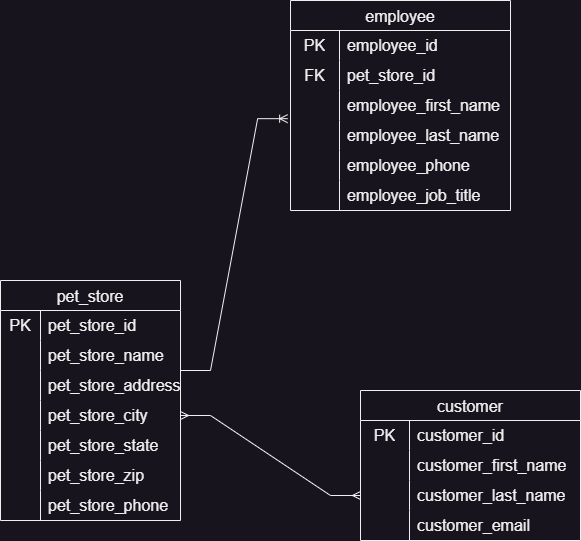 employee
PK employee_id
FK pet_store_id
employee_first_name
employee_last_name
employee_phone
employee_job_title
pet_store
PK pet_store_id
pet_store_name
pet_store_address
pet_store_city
pet_store_state
pet_store_zip
pet_store_phone
customer
PK customer_id
customer_first_name
customer_last_name
customer_email